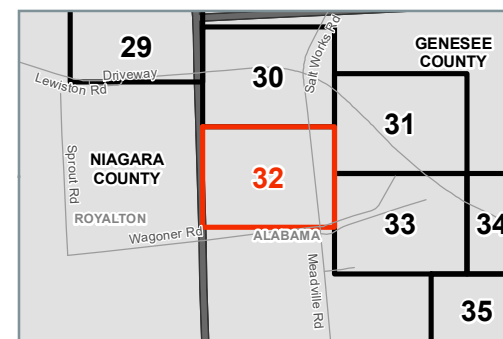 29
GENESEE
COUNTY
30
Salt Works Rd
Driveway
Lewiston Rd
31
NIAGARA
COUNTY
Sprout Rd
32
ROYALTON
33
34
Wagoner Rd
ALABAMA
Meadville Rd
35